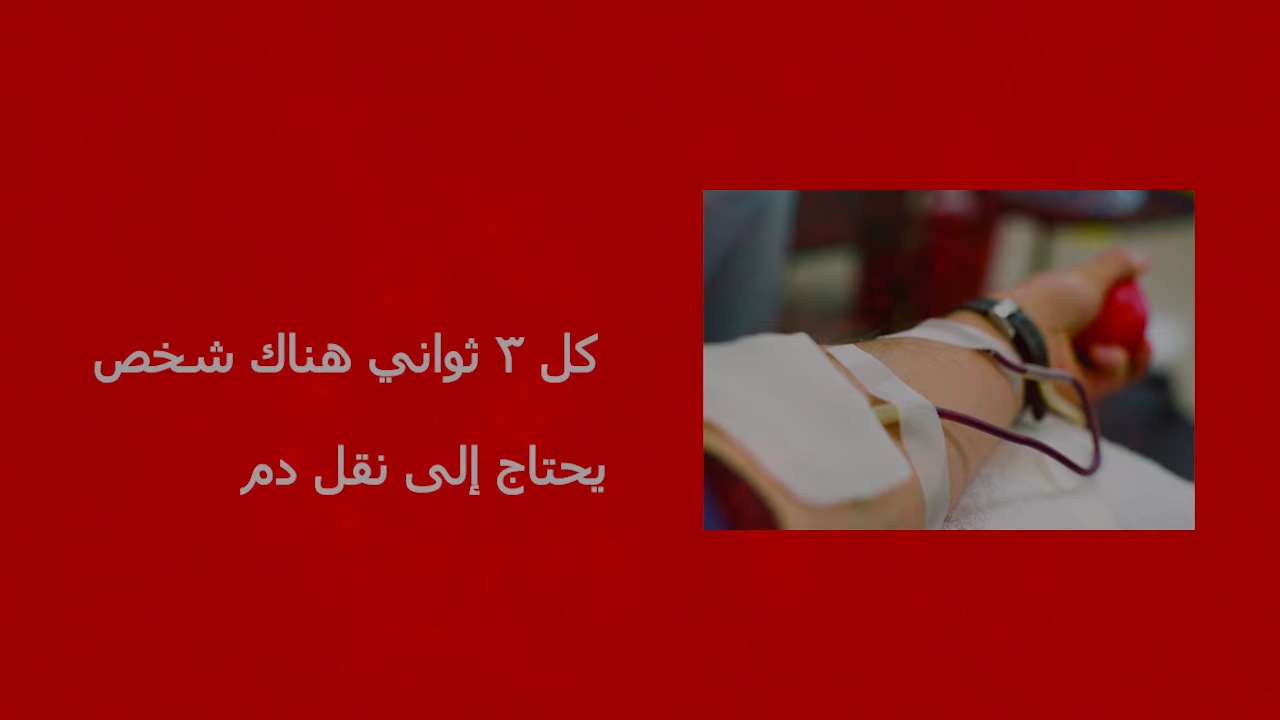 كل ٣ ثواني هناك شخص
يحتاج إلى نقل دم